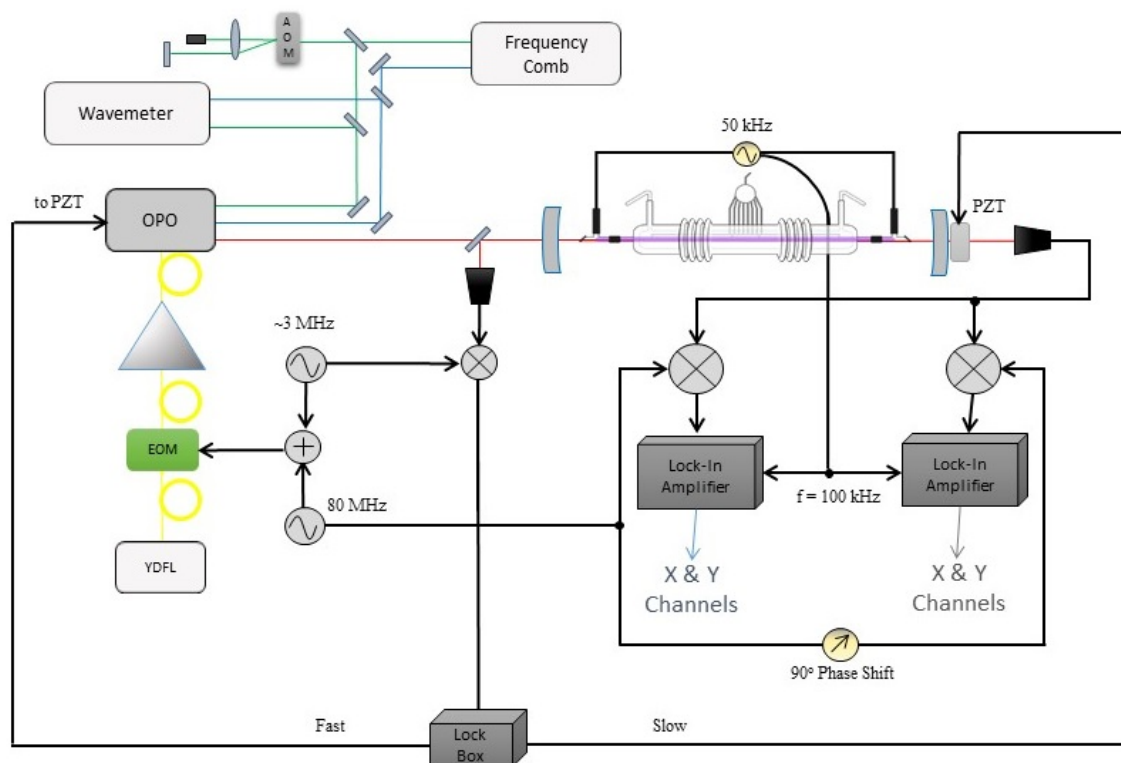 A
O
M
Frequency
Comb
Wavemeter
50 kHz
to PZT
OPO
PZT
~3 MHz
EOM
Lock-In
Amplifier
Lock-In
Amplifier
f = 100 kHz
80 MHz
YDFL
X & Y
Channels
X & Y
Channels
90º Phase Shift
Fast
Lock
Box
Slow